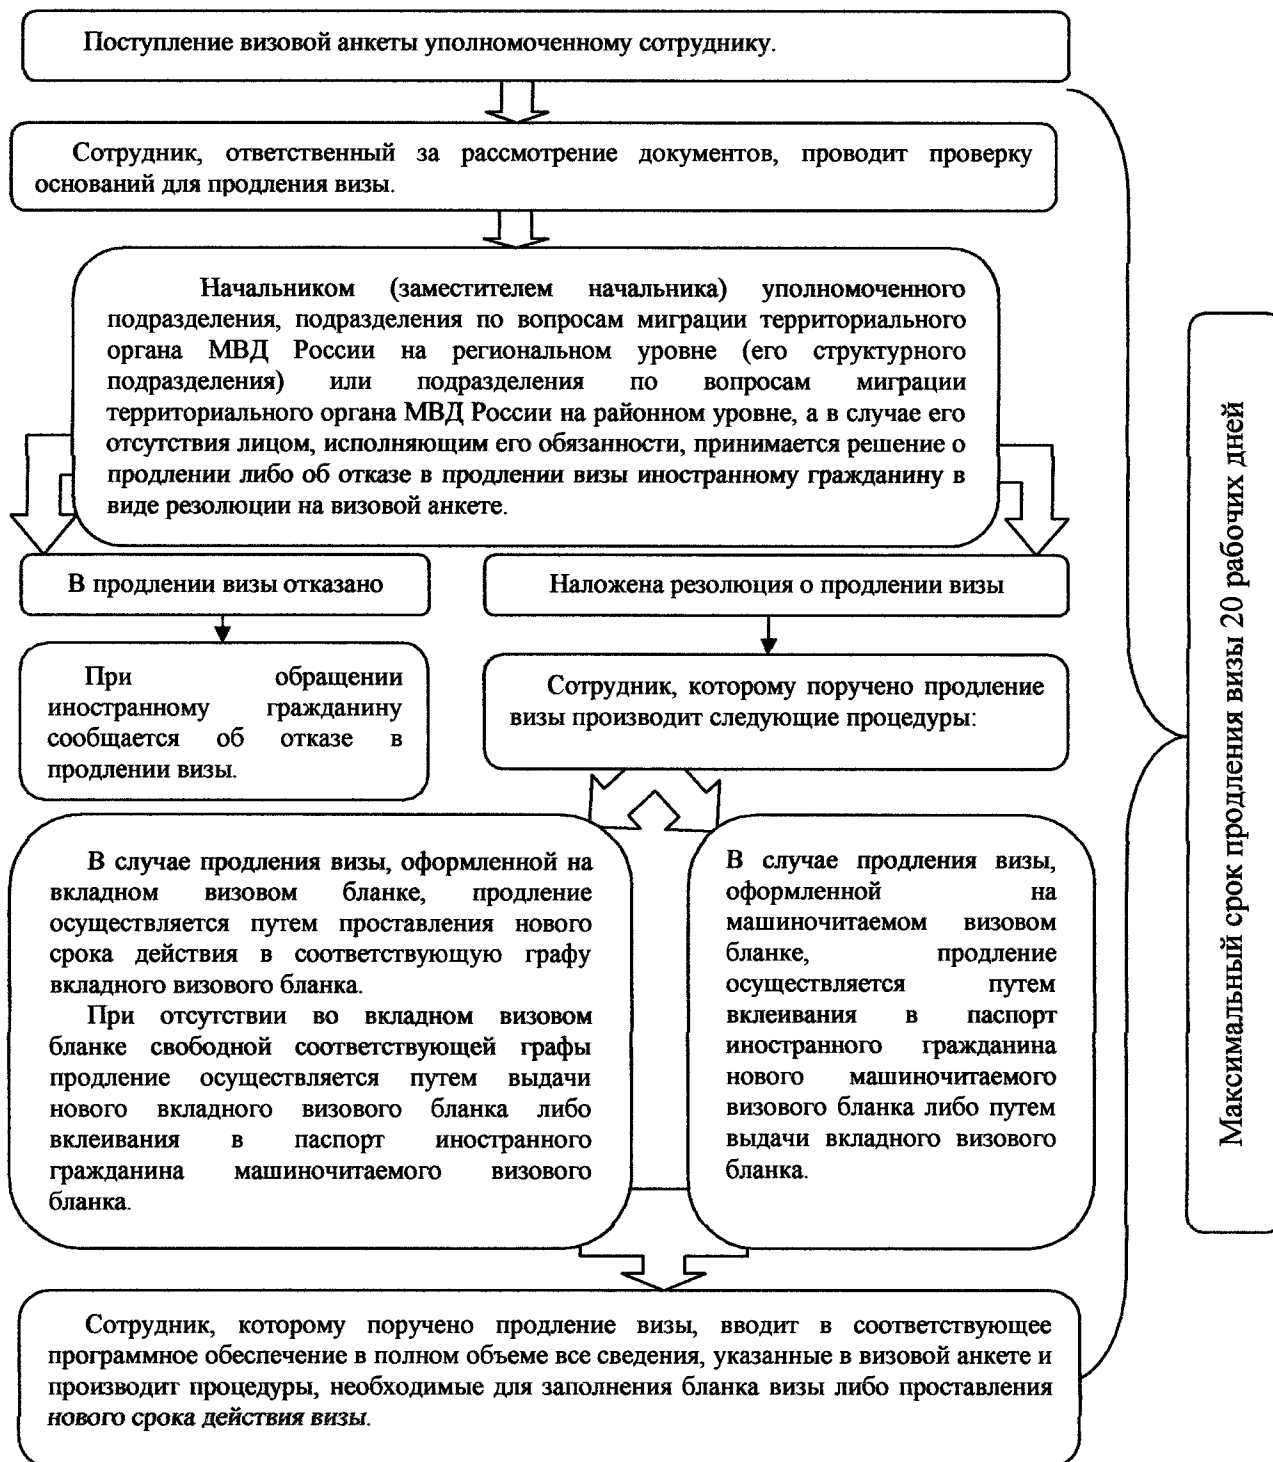 Поступление визовой анкеты уполномоченному сотруднику.
Сотрудник, ответственный за рассмотрение документов, проводит проверку
оснований для продления визы.
Начальником (заместителем начальника) уполномоченного
подразделения, подразделения по вопросам миграции территориального
органа МВД России на региональном уровне (его структурного
подразделения) или подразделения по вопросам миграции
территориального органа МВД России на районном уровне, а в случае его
отсутствия лицом, исполняющим его обязанности, принимается решение о
продлении либо об отказе в продлении визы иностранному гражданину в
виде резолюции на визовой анкете.
В продлении визы отказано
При обращении
иностранному гражданину
сообщается об отказе в
продлении визы.
Наложена резолюция о продлении визы
Сотрудник, которому поручено продление
визы производит следующие процедуры:
В случае продления визы, оформленной на
вкладном визовом бланке, продление
осуществляется путем проставления нового
срока действия в соответствующую графу
вкладного визового бланка.
При отсутствии во вкладном визовом
бланке свободной соответствующей графы
продление осуществляется путем выдачи
нового вкладного визового бланка либо
вклеивания в паспорт иностранного
гражданина машиночитаемого визового
бланка.
В случае продления визы,
оформленной на
машиночитаемом визовом
бланке, продление
осуществляется путем
вклеивания в паспорт
иностранного гражданина
нового машиночитаемого
визового бланка либо путем
выдачи вкладного визового
бланка.
Сотрудник, которому поручено продление визы, вводит в соответствующее
программное обеспечение в полном объеме все сведения, указанные в визовой анкете и
производит процедуры, необходимые для заполнения бланка визы либо проставления
нового срока действия визы.
Максимальный срок продления визы 20 рабочих дней